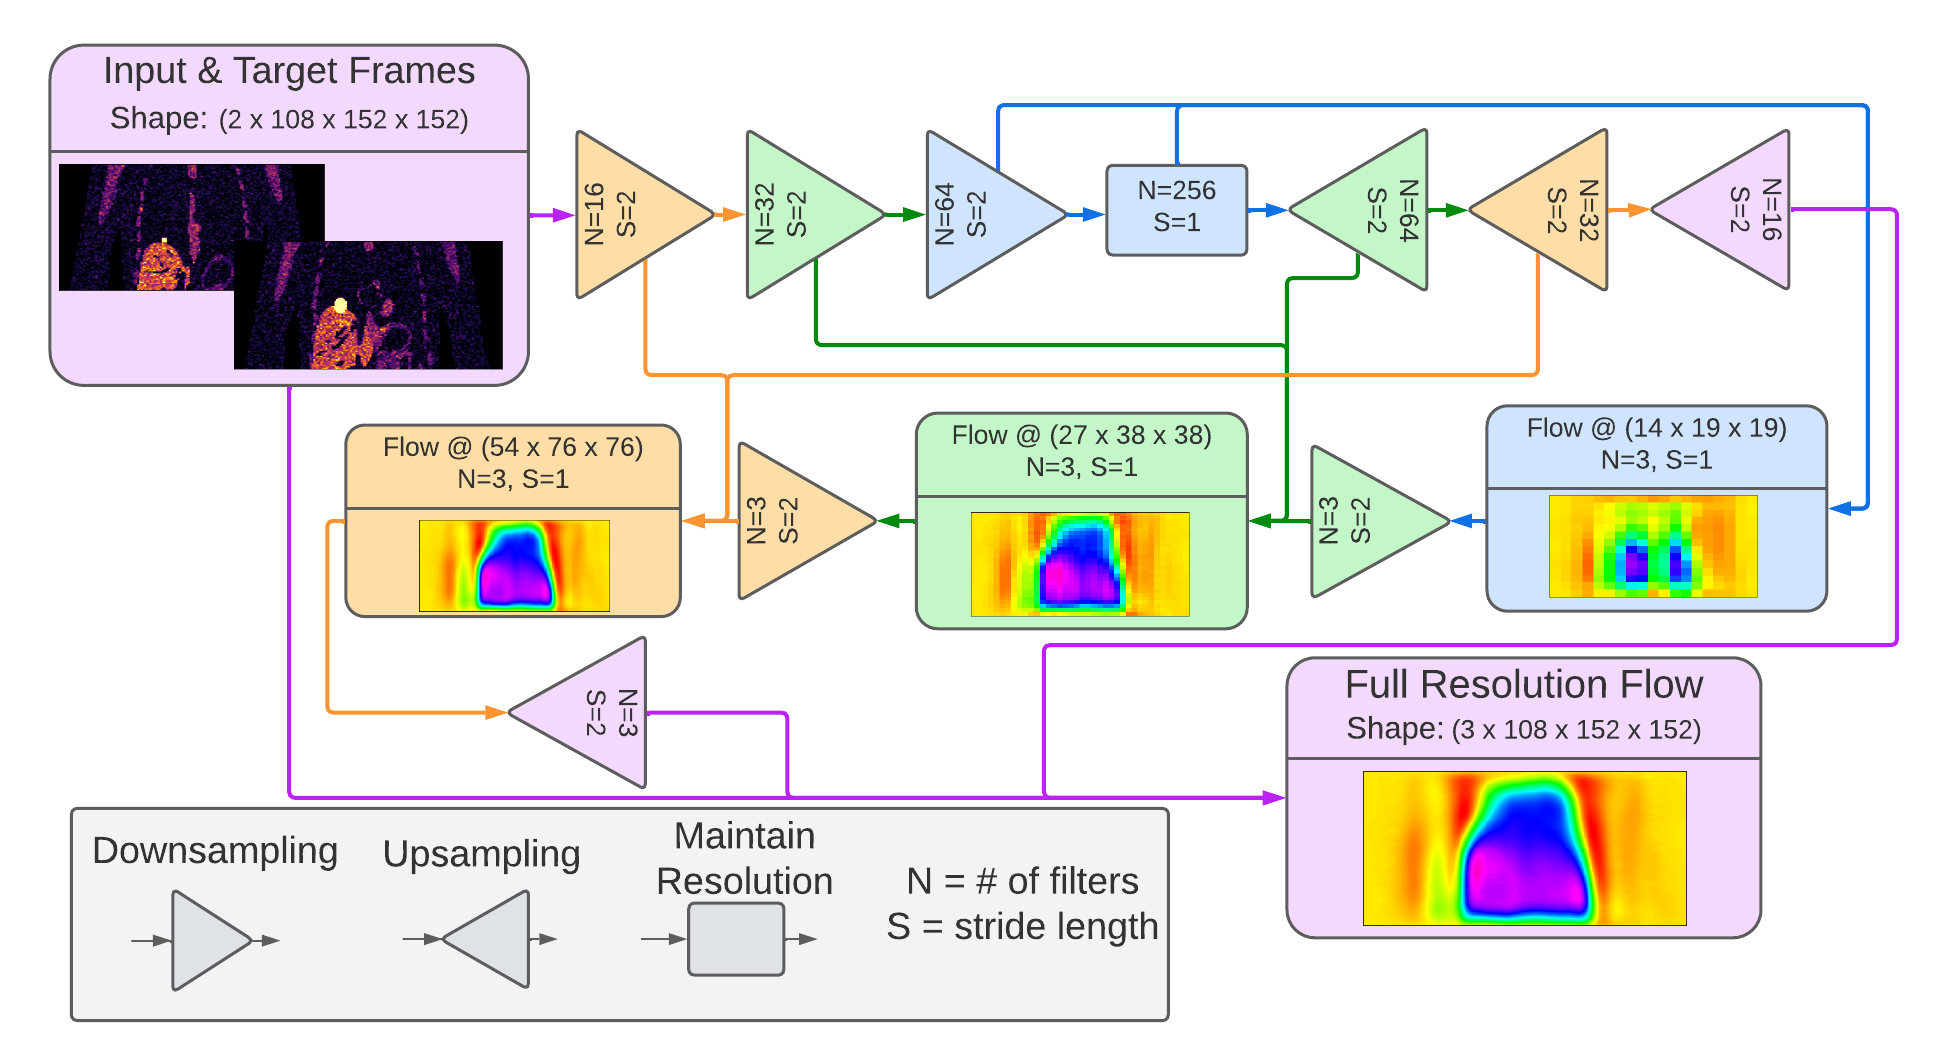 Input & Target Frames
Shape: (2 x 108 x 152 x 152)
N=16
S=2
N=32
S=2
N=64
S=2
N=256
S=1
N=64
S=2
N=32
S=2
N=16
S=2
Flow @ (54 x 76 x 76)
N=3, S=1
N=3
S=2
Flow @ (27 x 38 x 38)
N=3, S=1
N=3
S=2
Flow @ (14 x 19 x 19)
N=3, S=1
N=3
S=2
Full Resolution Flow
Shape: (3 x 108 x 152 x 152)
Downsampling
Upsampling
Maintain
Resolution
N = # of filters
S = stride length